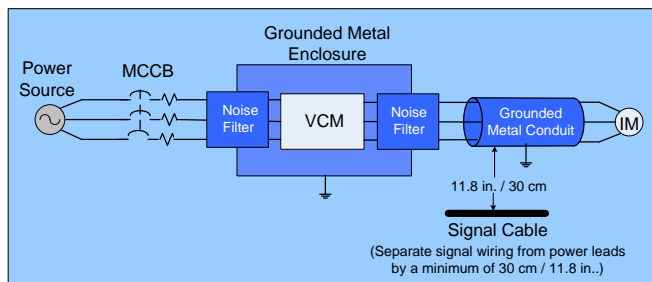 Grounded Metal
Enclosure
Power
Source
MCCB
Noise
Filter
VCM
Noise
Filter
Grounded
Metal Conduit
IM
11.8 in. / 30 cm
Signal Cable
(Separate signal wiring from power leads
by a minimum of 30 cm / 11.8 in..)